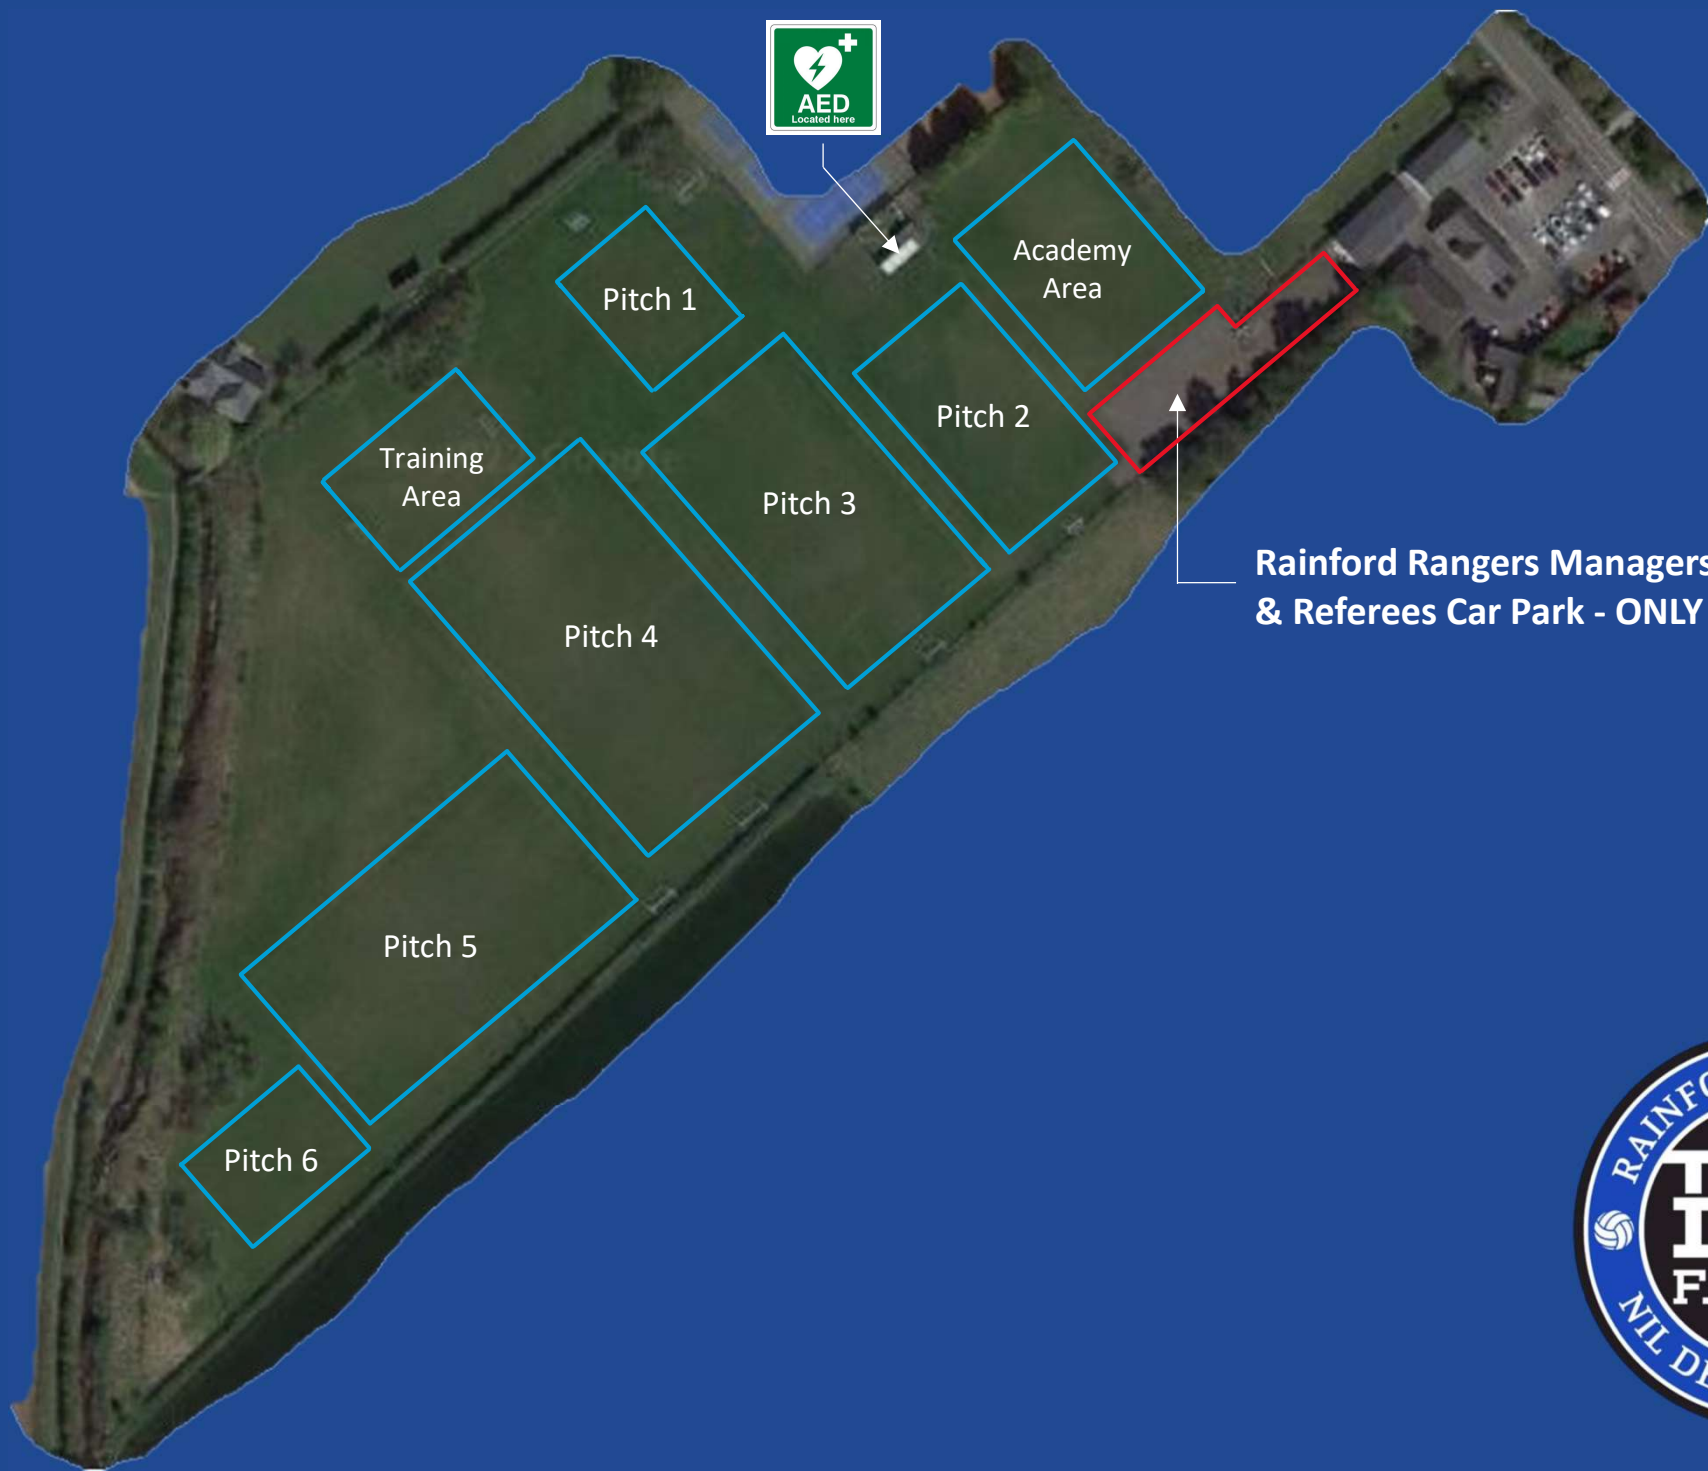 AED
Located here
Academy
Area
Pitch 1
Pitch 2
Training
Area
Pitch 3
Rainford Rangers Managers
& Referees Car Park - ONLY
Pitch 4
Pitch 5
Pitch 6
NIL